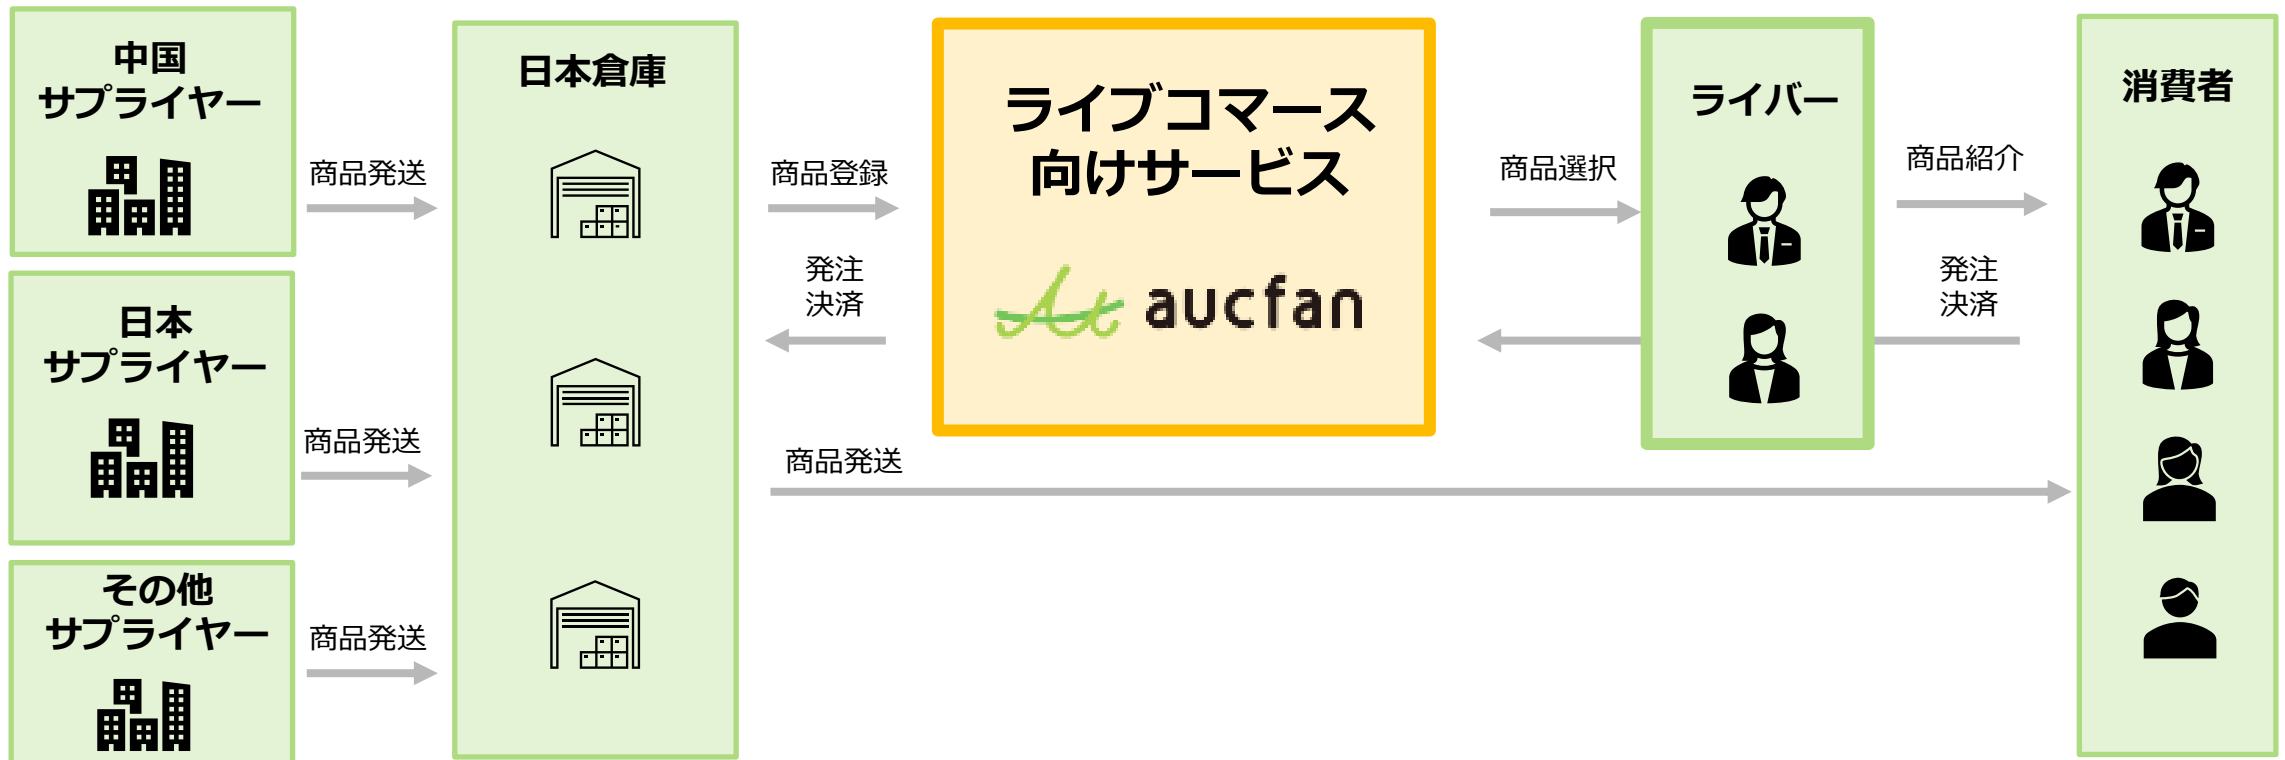 中国
サプライヤー
商品発送
日本
サプライヤー
商品発送
その他
サプライヤー
商品発送
日本倉庫
商品登録
発注
決済
商品発送
ライブコマース
向けサービス
aucfan
商品選択
ライバー
商品紹介
発注
決済
消費者